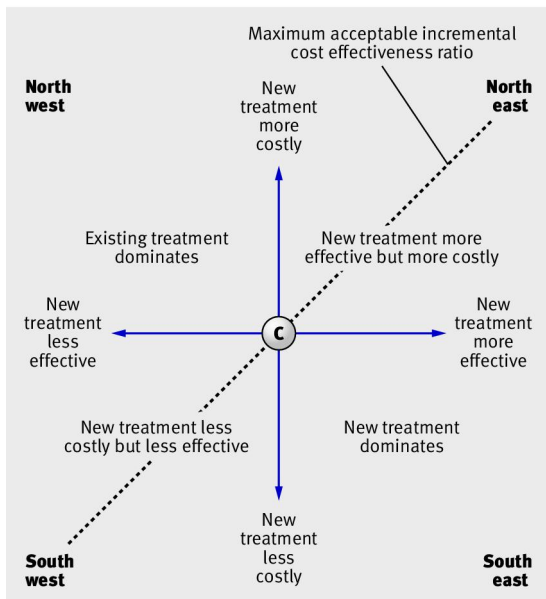 Maximum acceptable incremental
cost effectiveness ratio
North
west
New
treatment
more
costly
North
east
Existing treatment
dominates
New treatment more
effective but more costly
New
treatment
less
effective
C
New
treatment
more
effective
New treatment less
costly but less effective
New treatment
dominates
South
west
New
treatment
less
costly
South
east